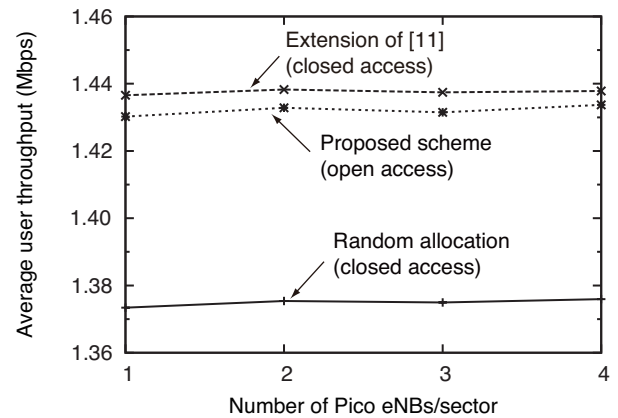 1.46
1.44
1.42
1.40
1.38
1.36
Average user throughput (Mbps)
Extension of [11]
(closed access)
Proposed scheme
(open access)
Random allocation
(closed access)
1 2 3 4
Number of Pico eNBs/sector